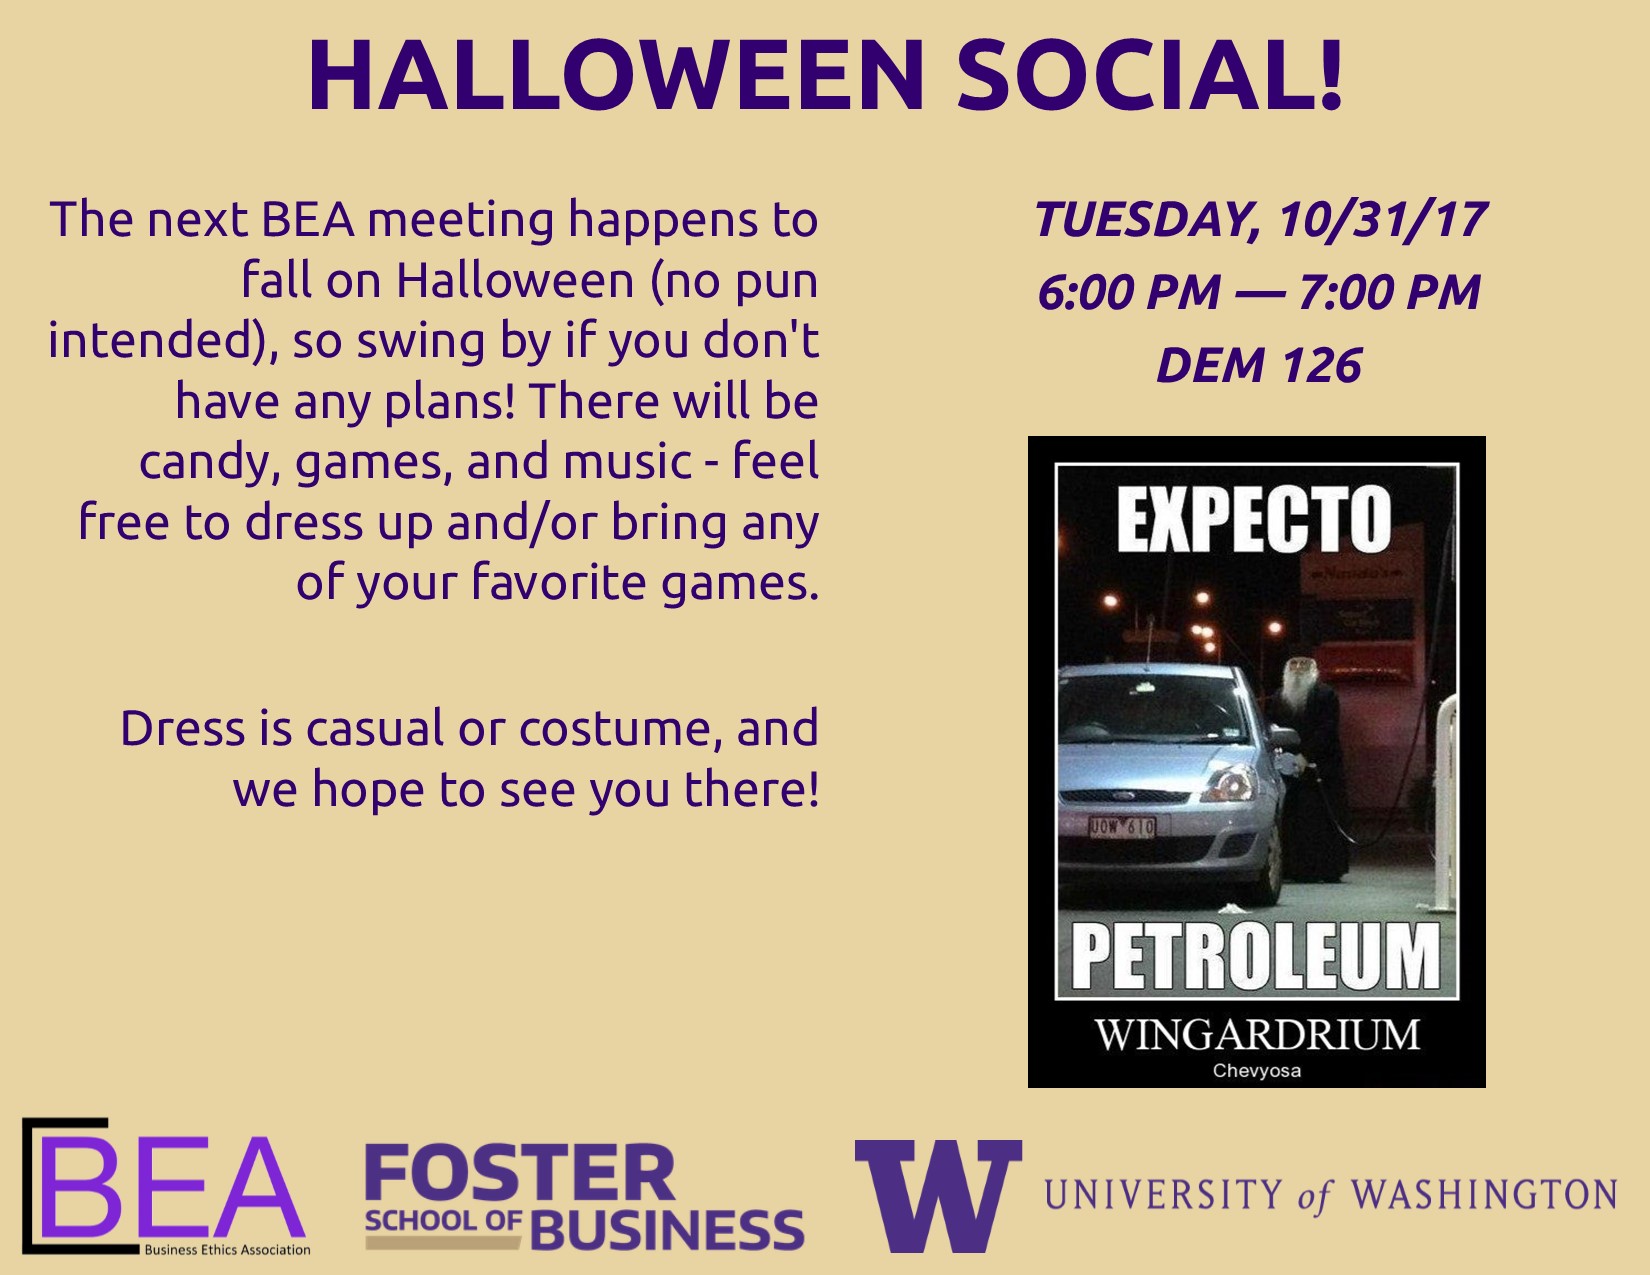 HALLOWEEN SOCIAL!
The next BEA meeting happens to
fall on Halloween (no pun
intended), so swing by if you don't
have any plans! There will be
candy, games, and music - feel
free to dress up and/or bring any
of your favorite games.
Dress is casual or costume, and
we hope to see you there!
TUESDAY, 10/31/17
6:00 PM — 7:00 PM
DEM 126
EXPECTO
Nando's
UOW 610
PETROLEUM
WINGARDRIUM
Chevyosa
BEA
Business Ethics Association
FOSTER
SCHOOL OF BUSINESS
W UNIVERSITY of WASHINGTON